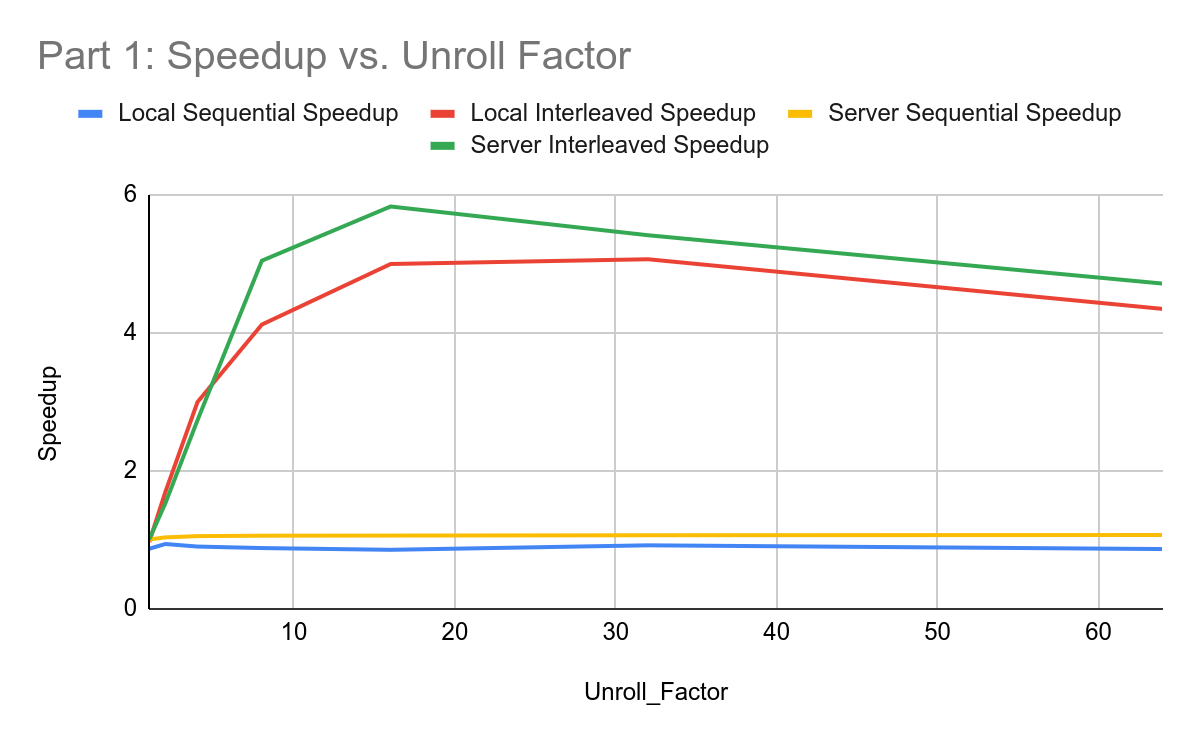 Part 1: Speedup vs. Unroll Factor
Local Sequential Speedup Local Interleaved Speedup Server Sequential Speedup
Server Interleaved Speedup
6
4
2
0
Speedup
10 20 30 40 50 60
Unroll_Factor